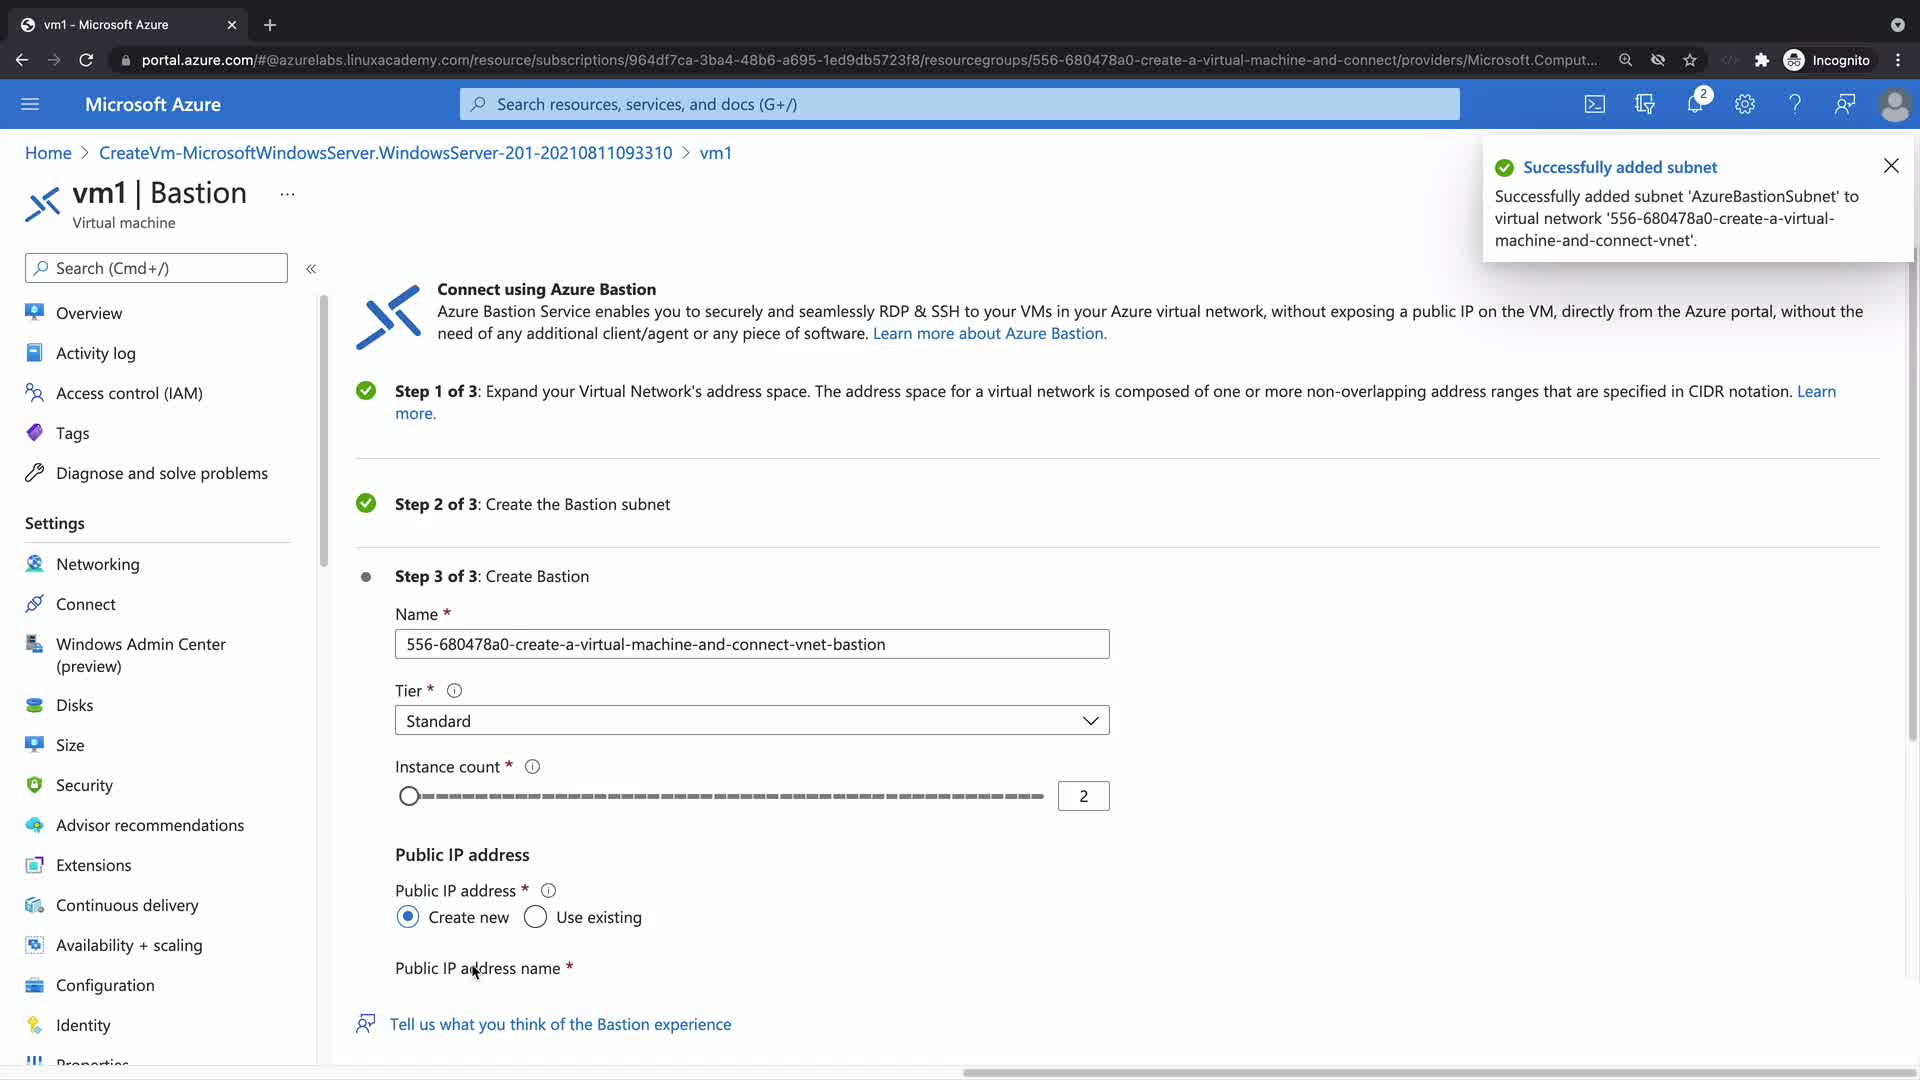 vm1 - Microsoft Azure
portal.azure.com/#@azurelabs.linuxacademy.com/resource/subscriptions/964df7ca-3ba4-48b6-a695-1ed9db5723f8/resourcegroups/556-680478a0-create-a-virtual-machine-and-connect/providers/Microsoft.Comput...
Incognito
Microsoft Azure
Search resources, services, and docs (G+/)
2
Home > CreateVm-MicrosoftWindowsServer.WindowsServer-201-20210811093310 > vm1
vm1 | Bastion ...
Virtual machine
Successfully added subnet
Successfully added subnet 'AzureBastionSubnet' to
virtual network '556-680478a0-create-a-virtual-
machine-and-connect-vnet'.
Search (Cmd+/)
«
Overview
Activity log
Access control (IAM)
Tags
Diagnose and solve problems
Settings
Networking
Connect
Windows Admin Center
(preview)
Disks
Size
Security
Advisor recommendations
Extensions
Continuous delivery
Availability + scaling
Configuration
Identity
Properties
Connect using Azure Bastion
Azure Bastion Service enables you to securely and seamlessly RDP & SSH to your VMs in your Azure virtual network, without exposing a public IP on the VM, directly from the Azure portal, without the
need of any additional client/agent or any piece of software. Learn more about Azure Bastion.
Step 1 of 3: Expand your Virtual Network's address space. The address space for a virtual network is composed of one or more non-overlapping address ranges that are specified in CIDR notation. Learn
more.
Step 2 of 3: Create the Bastion subnet
Step 3 of 3: Create Bastion
Name *
556-680478a0-create-a-virtual-machine-and-connect-vnet-bastion
Tier *
Standard
Instance count *
2
Public IP address
Public IP address *
Create new Use existing
Public IP address name *
Tell us what you think of the Bastion experience